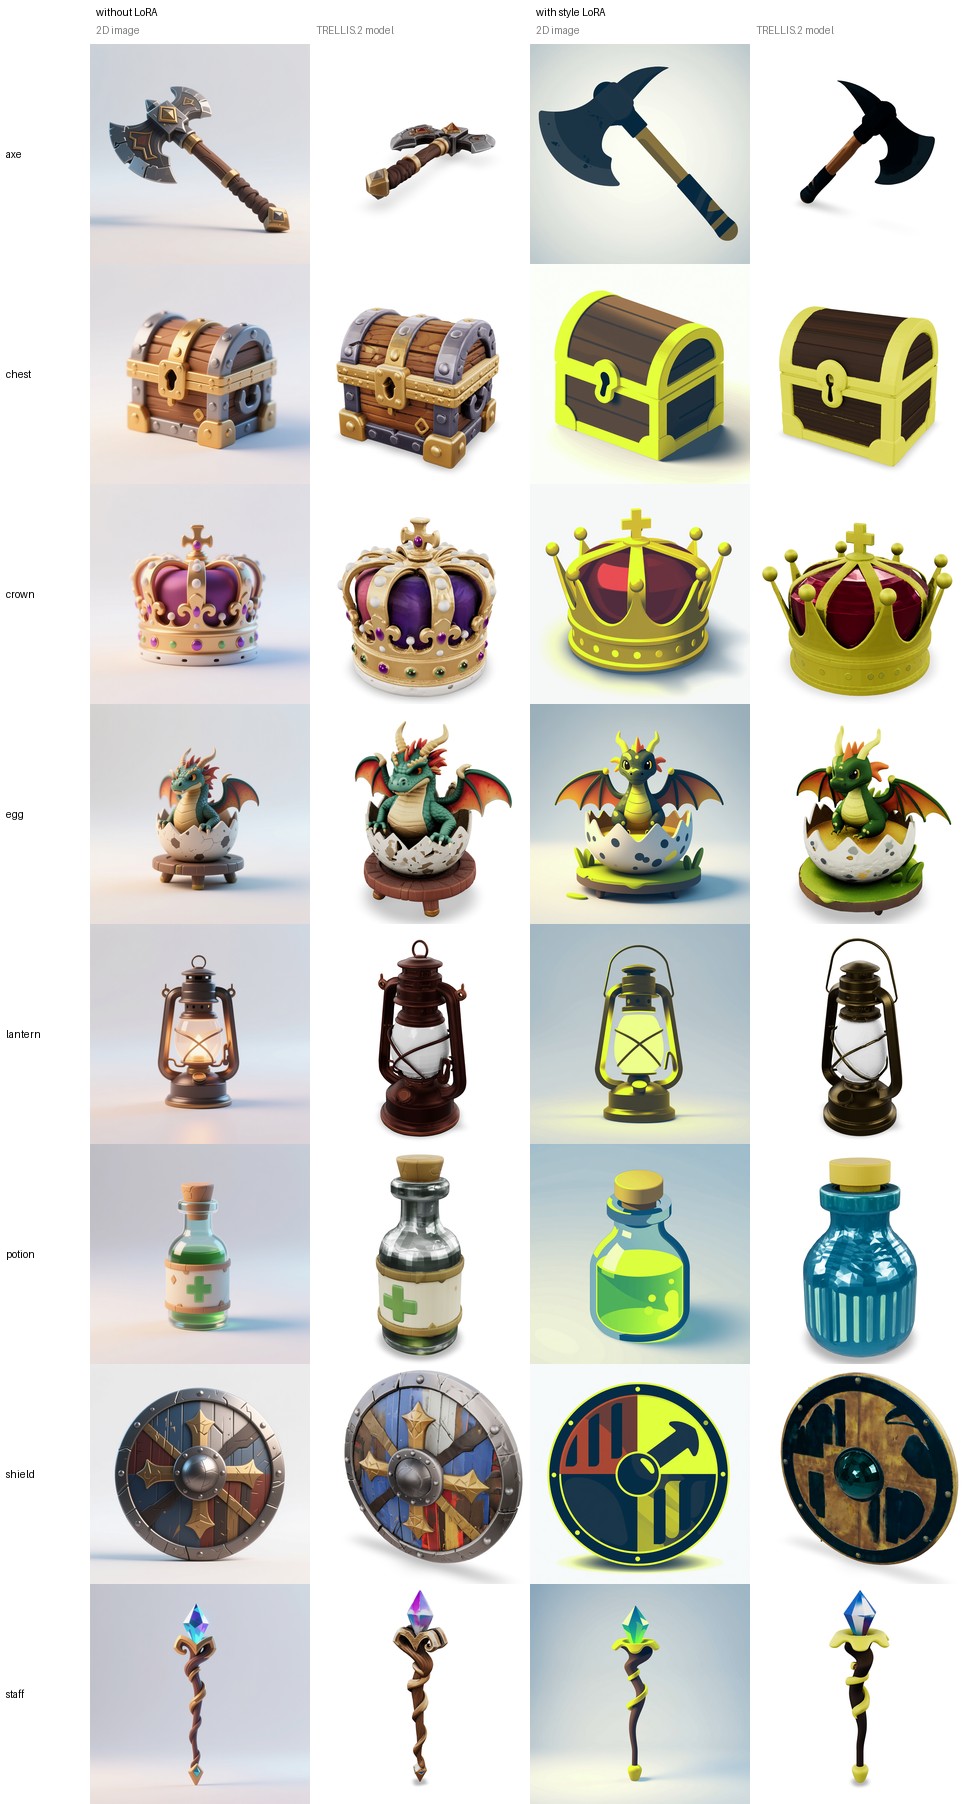 without LoRA
with style LoRA
2D image
TRELLIS.2 model
2D image
TRELLIS.2 model
axe
chest
crown
egg
lantern
potion
shield
staff